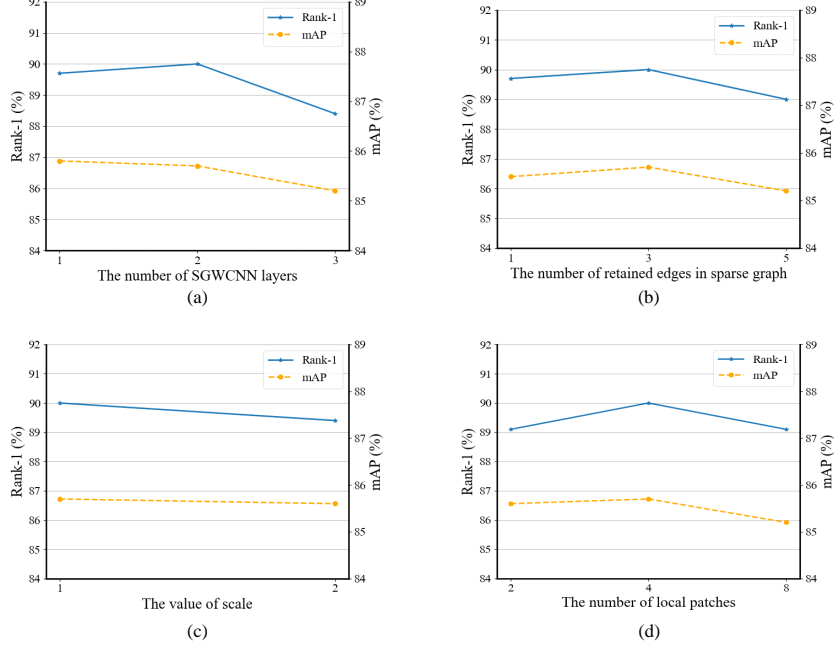 92
91
90
89
88
87
86
85
84
Rank-1 (%)
89
88
87
86
85
84
mAP (%)
Rank-1
mAP
1
2
3
The number of SGWCNN layers
(a)
92
91
90
89
88
87
86
85
84
Rank-1 (%)
89
88
87
86
85
84
mAP (%)
Rank-1
mAP
1
3
5
The number of retained edges in sparse graph
(b)
92
91
90
89
88
87
86
85
84
Rank-1 (%)
89
88
87
86
85
84
mAP (%)
Rank-1
mAP
1
2
The value of scale
(c)
92
91
90
89
88
87
86
85
84
Rank-1 (%)
89
88
87
86
85
84
mAP (%)
Rank-1
mAP
2
4
8
The number of local patches
(d)